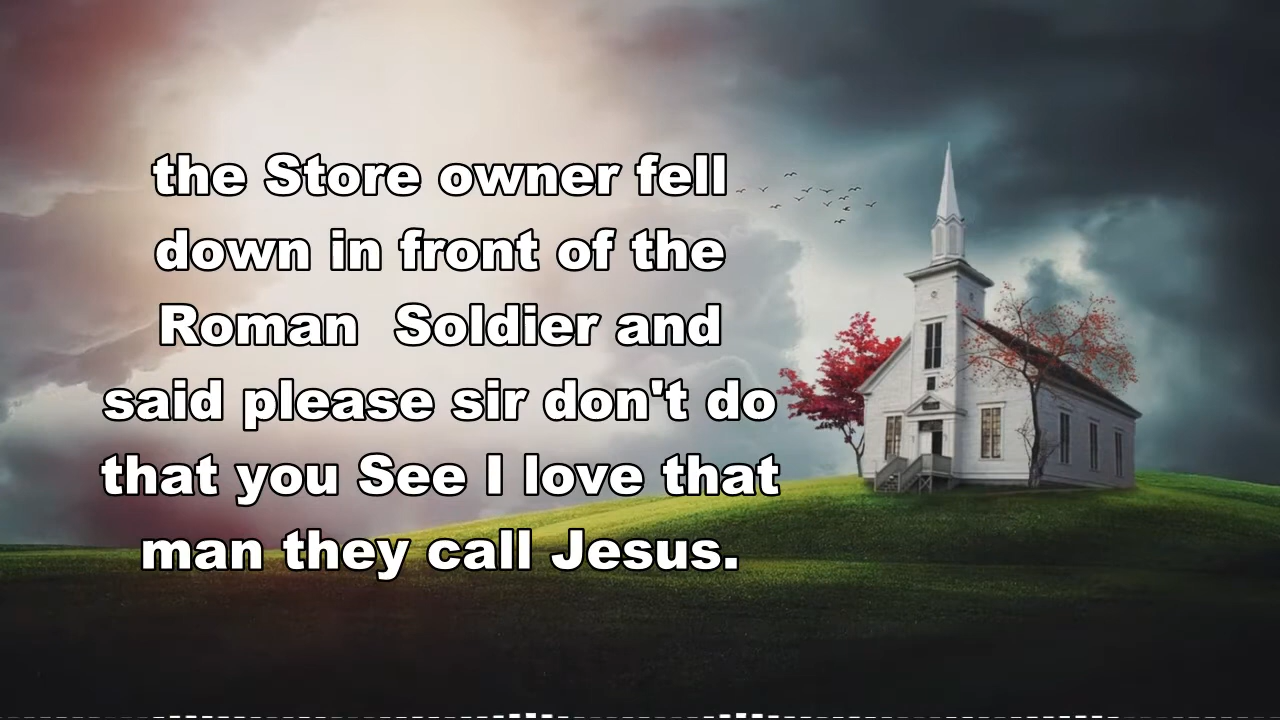 the Store owner fell
down in front of the
Roman  Soldier and
said please sir don't do
that you See I love that
man they call Jesus.